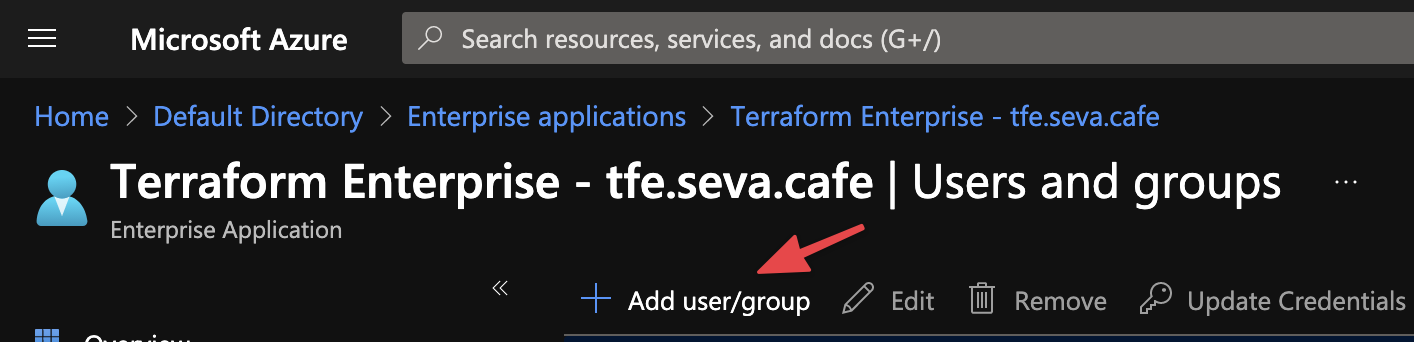 Microsoft Azure
Search resources, services, and docs (G+/)
Home > Default Directory > Enterprise applications > Terraform Enterprise - tfe.seva.cafe
Terraform Enterprise - tfe.seva.cafe | Users and groups ...
Enterprise Application
«
+ Add user/group Edit Remove Update Credentials
Overview